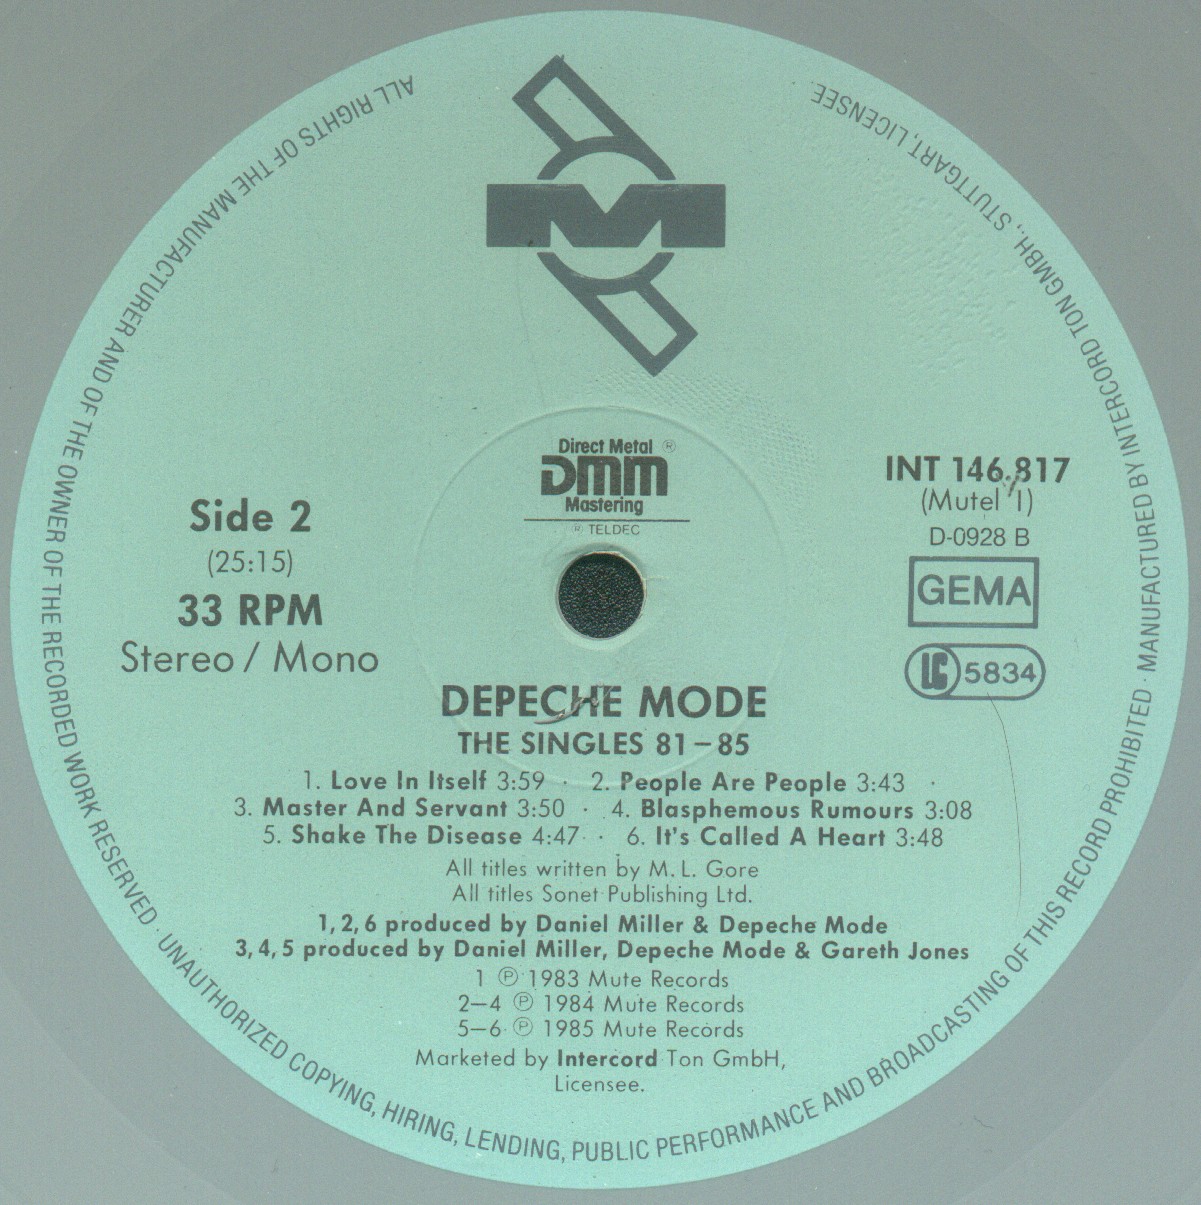 ALL RIGHTS OF THE MANUFACTURER AND OF THE OWNER OF THE RECORDED WORK RESERVED · UNAUTHORIZED COPYING, HIRING, LENDING, PUBLIC PERFORMANCE AND BROADCASTING OF THIS RECORD PROHIBITED · MANUFACTURED BY INTERCORD TON GMBH., STUTTGART, LICENSEE.
Direct Metal ®
DMM
Mastering
® TELDEC
Side 2
(25:15)
33 RPM
Stereo / Mono
INT 146.817
(Mutel 1)
D-0928 B
GEMA
LC 5834
DEPECHE MODE
THE SINGLES 81–85
1. Love In Itself 3:59 · 2. People Are People 3:43 ·
3. Master And Servant 3:50 · 4. Blasphemous Rumours 3:08
5. Shake The Disease 4:47 · 6. It's Called A Heart 3:48
All titles written by M. L. Gore
All titles Sonet Publishing Ltd.
1, 2, 6 produced by Daniel Miller & Depeche Mode
3, 4, 5 produced by Daniel Miller, Depeche Mode & Gareth Jones
1 ℗ 1983 Mute Records
2–4 ℗ 1984 Mute Records
5–6 ℗ 1985 Mute Records
Marketed by Intercord Ton GmbH,
Licensee.